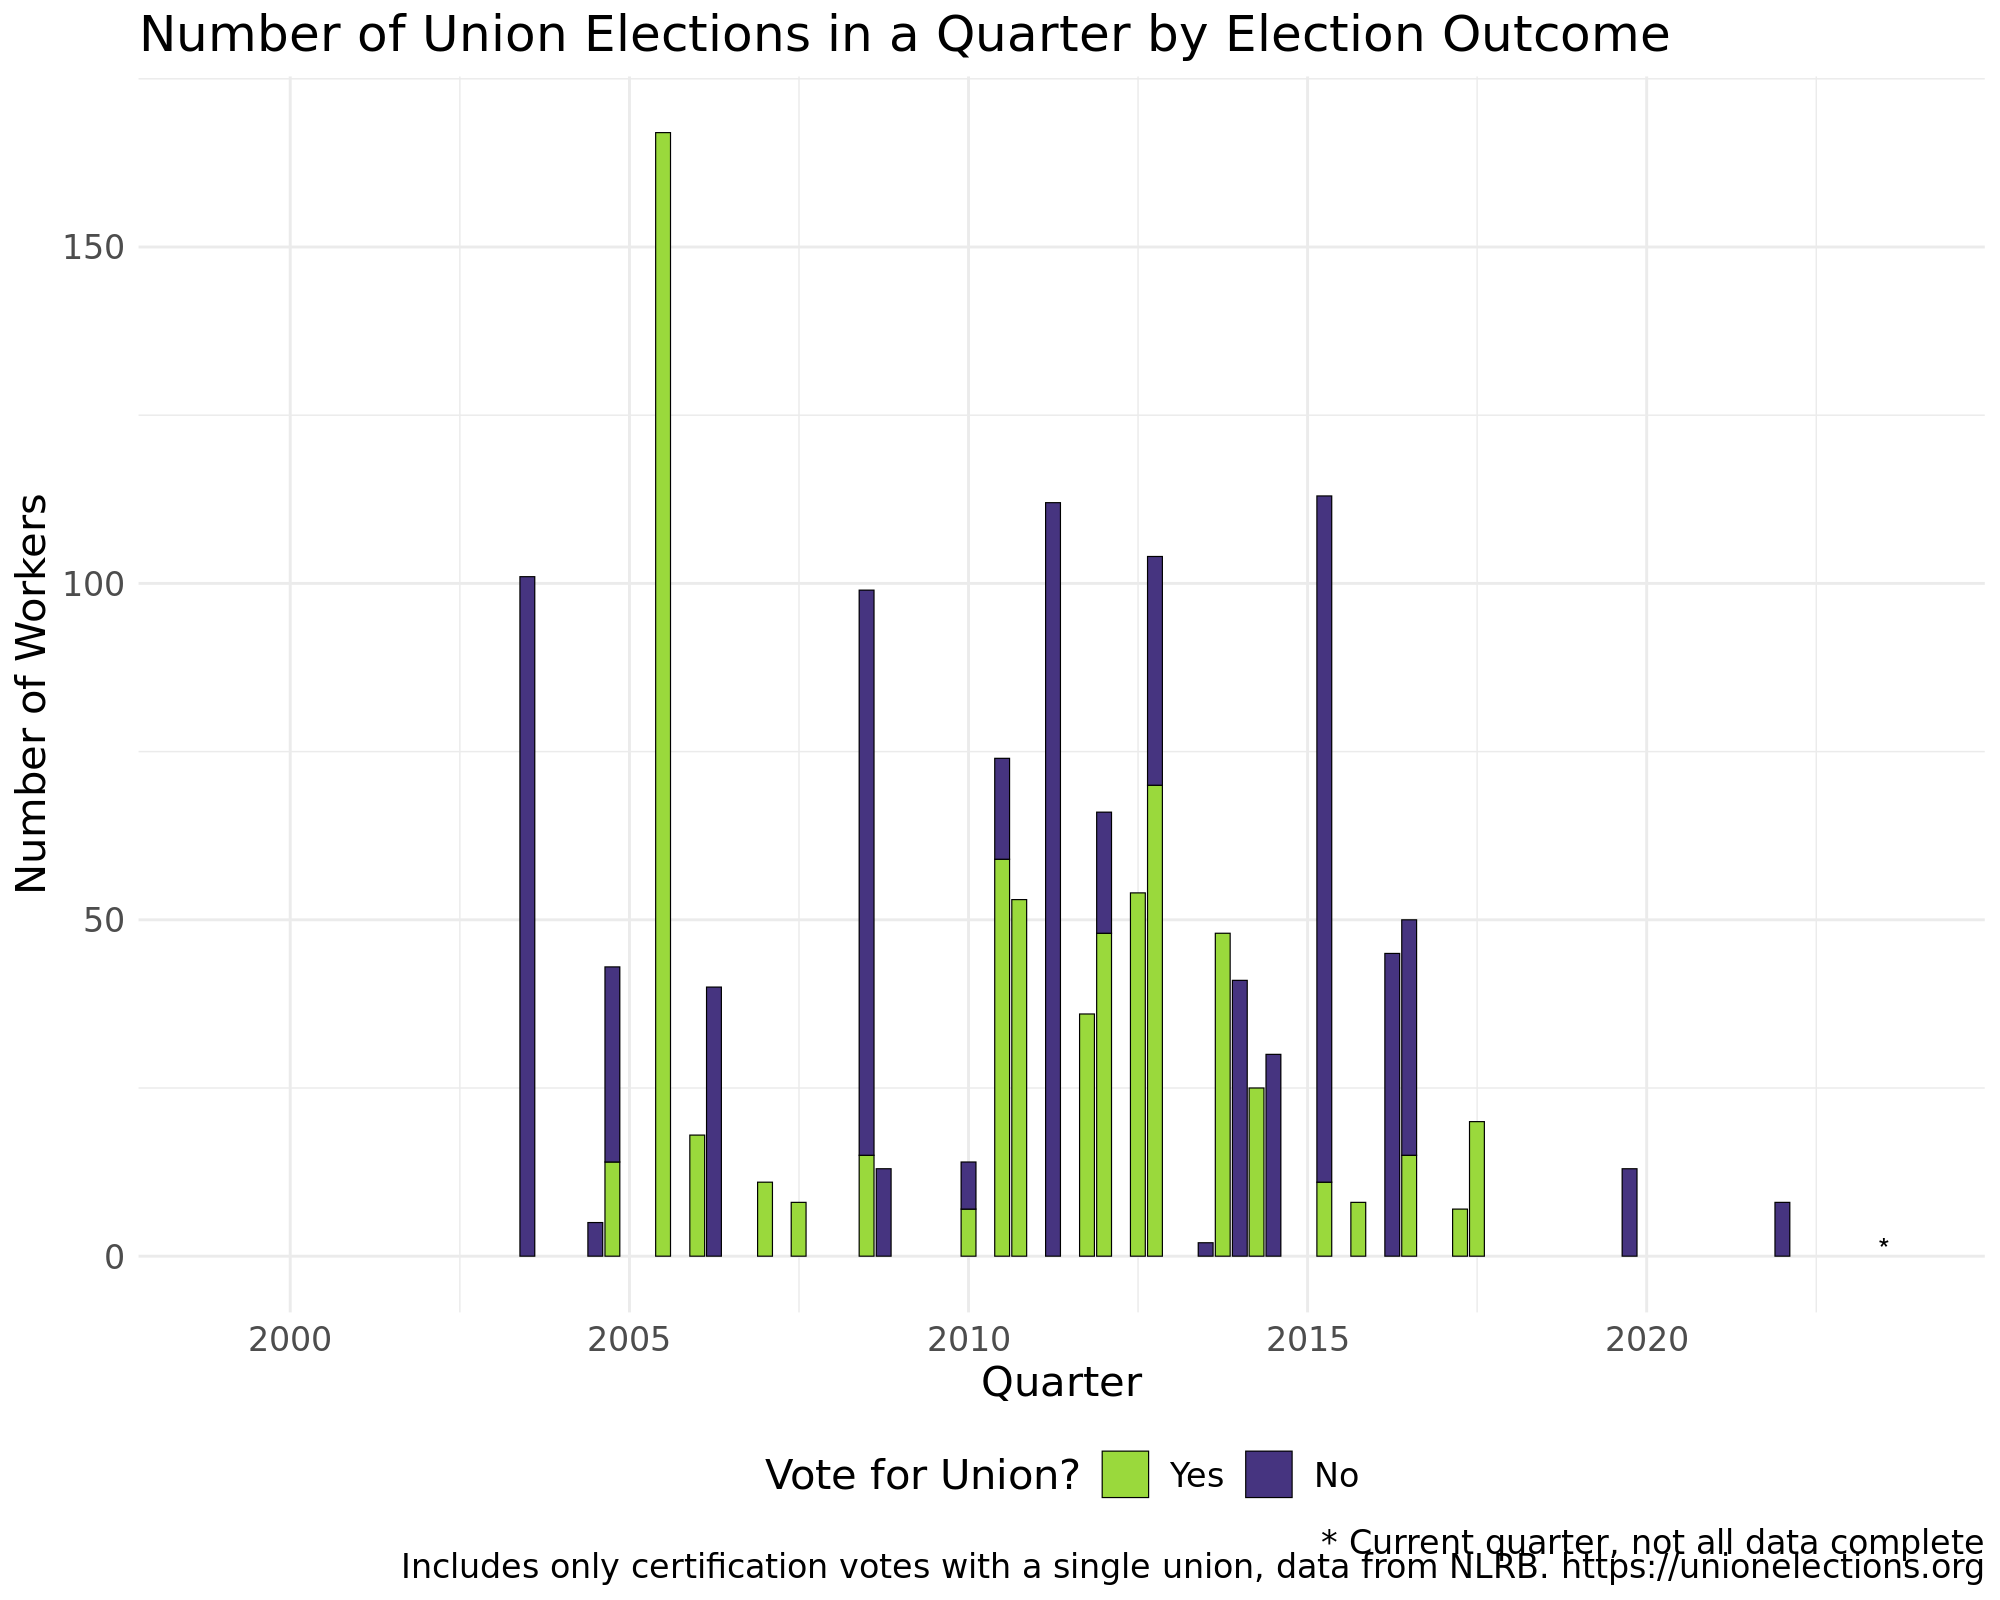 Number of Union Elections in a Quarter by Election Outcome
Number of Workers
150
100
50
0
*
2000 2005 2010 2015 2020
Quarter
Vote for Union? Yes No
* Current quarter, not all data complete
Includes only certification votes with a single union, data from NLRB. https://unionelections.org